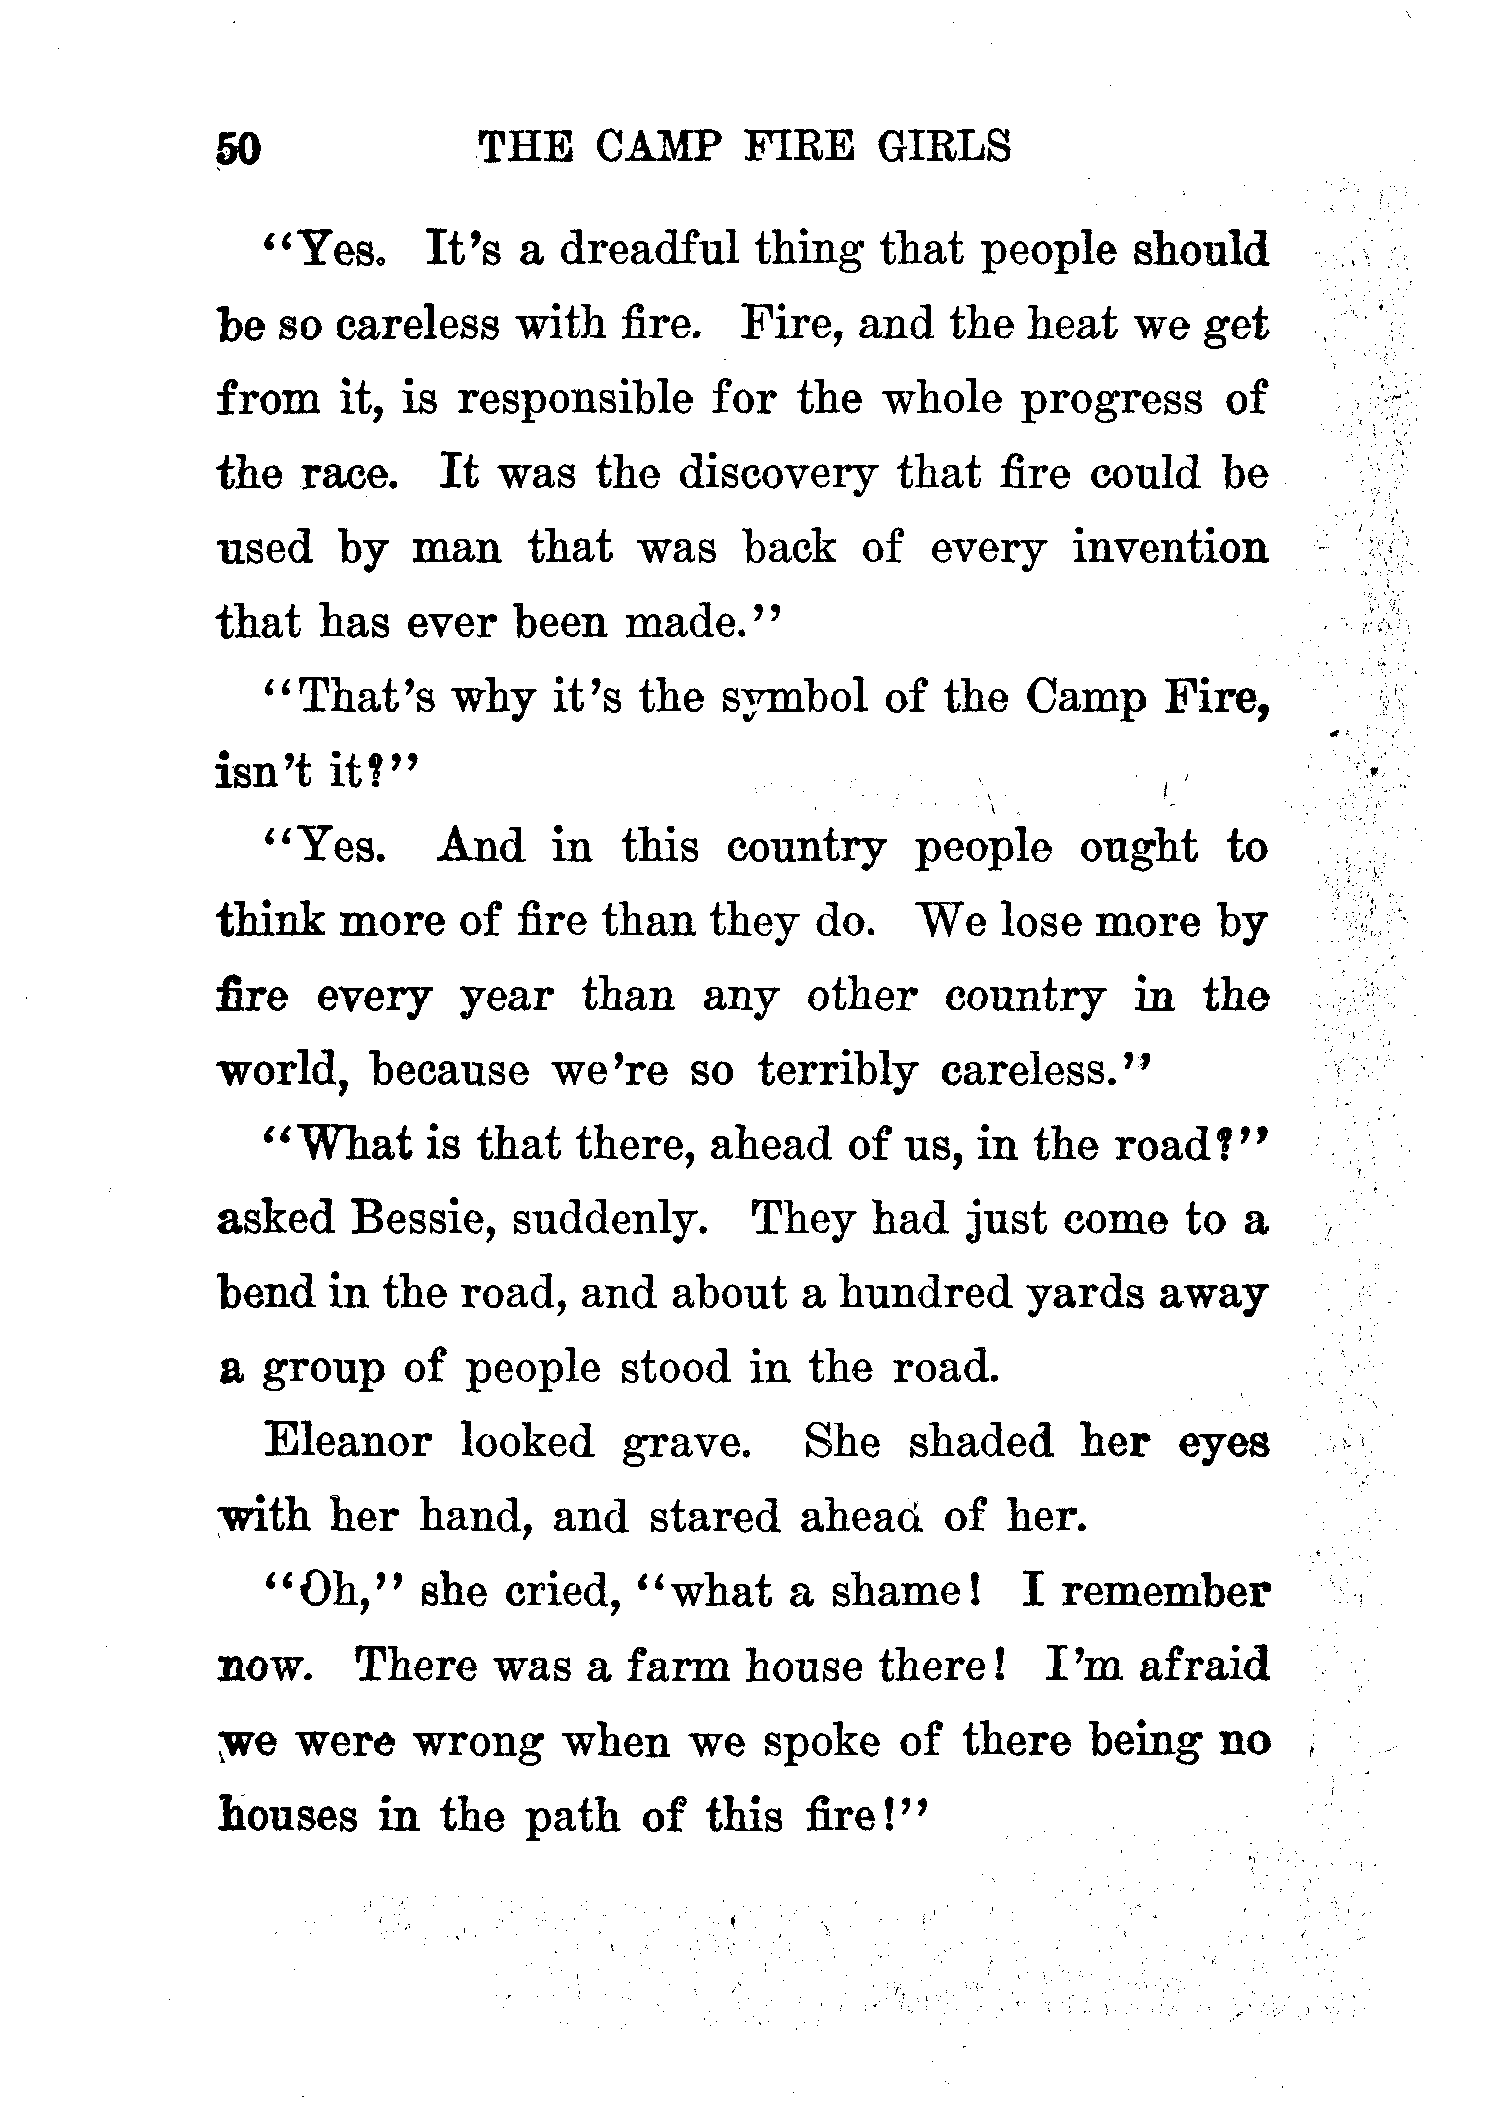 50 THE CAMP FIRE GIRLS
"Yes. It's a dreadful thing that people should
be so careless with fire. Fire, and the heat we get
from it, is responsible for the whole progress of
the race. It was the discovery that fire could be
used by man that was back of every invention
that has ever been made."
"That's why it's the symbol of the Camp Fire,
isn't it?"
"Yes. And in this country people ought to
think more of fire than they do. We lose more by
fire every year than any other country in the
world, because we're so terribly careless."
"What is that there, ahead of us, in the road?"
asked Bessie, suddenly. They had just come to a
bend in the road, and about a hundred yards away
a group of people stood in the road.
Eleanor looked grave. She shaded her eyes
with her hand, and stared ahead of her.
"Oh," she cried, "what a shame! I remember
now. There was a farm house there! I'm afraid
we were wrong when we spoke of there being no
houses in the path of this fire!"